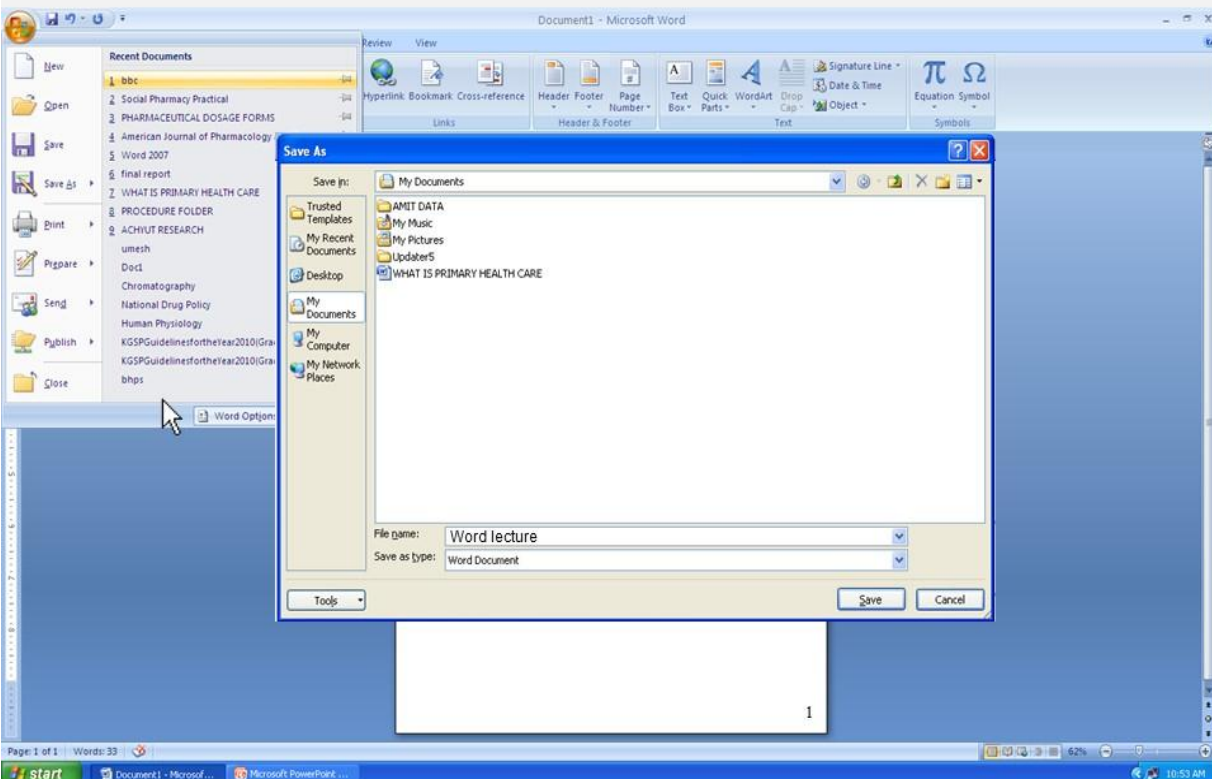 Document1 - Microsoft Word
Review View
New
Open
Save
Save As
Print
Prepare
Send
Publish
Close
Recent Documents
1 bbc
2 Social Pharmacy Practical
3 PHARMACEUTICAL DOSAGE FORMS
4 American Journal of Pharmacology
5 Word 2007
6 final report
7 WHAT IS PRIMARY HEALTH CARE
8 PROCEDURE FOLDER
9 ACHYUT RESEARCH
umesh
Doc1
Chromatography
National Drug Policy
Human Physiology
KGSPGuidelinesfortheYear2010(Gra
KGSPGuidelinesfortheYear2010(Gra
bhps
Word Option
Hyperlink Bookmark Cross-reference
Links
Header Footer Page Number
Header & Footer
Text Box Quick Parts WordArt Drop Cap
Signature Line
Date & Time
Object
Text
Equation Symbol
Symbols
Save As
Save in: My Documents
Trusted Templates
My Recent Documents
Desktop
My Documents
My Computer
My Network Places
AMIT DATA
My Music
My Pictures
Updater5
WHAT IS PRIMARY HEALTH CARE
File name: Word lecture
Save as type: Word Document
Tools Save Cancel
1
Page: 1 of 1 Words: 33 62%
start Document1 - Microsof... Microsoft PowerPoint ... 10:53 AM